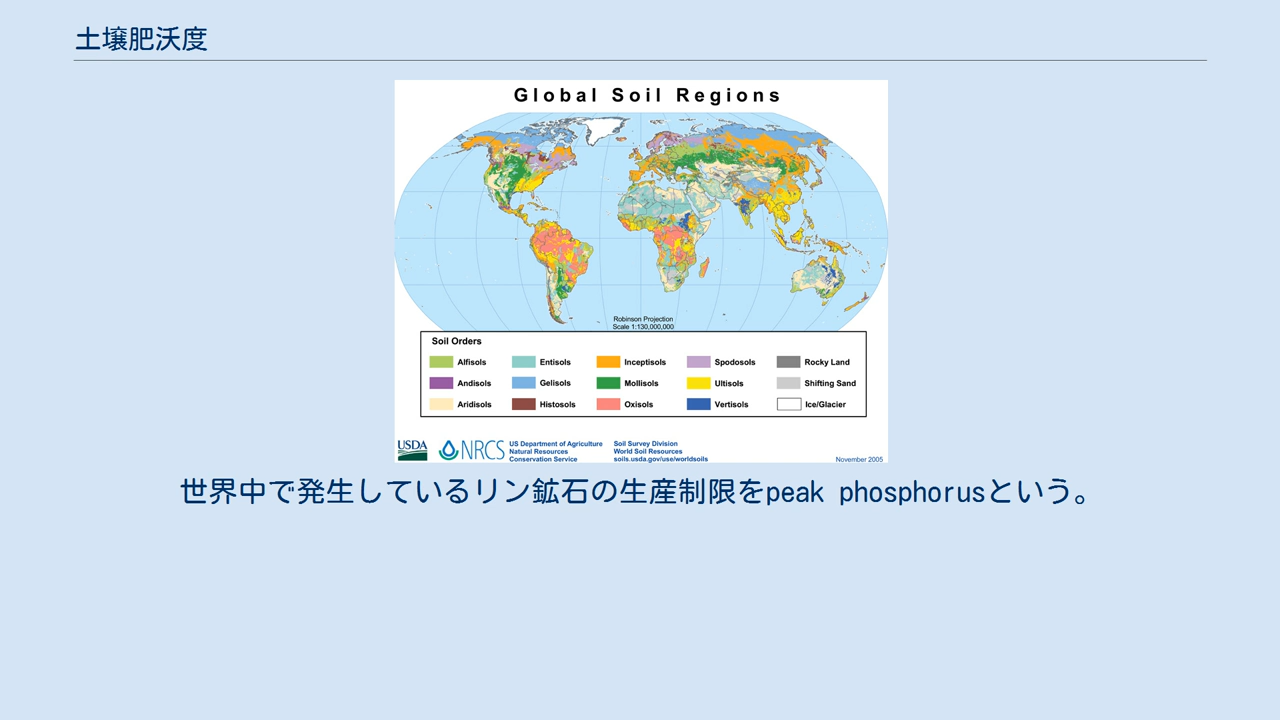 土壌肥沃度
Global Soil Regions
Robinson Projection
Scale 1:130,000,000
Soil Orders
Alfisols Entisols Inceptisols Spodosols Rocky Land
Andisols Gelisols Mollisols Ultisols Shifting Sand
Aridisols Histosols Oxisols Vertisols Ice/Glacier
USDA
NRCS
US Department of Agriculture
Natural Resources
Conservation Service
Soil Survey Division
World Soil Resources
soils.usda.gov/use/worldsoils
November 2005
世界中で発生しているリン鉱石の生産制限をpeak phosphorusという。